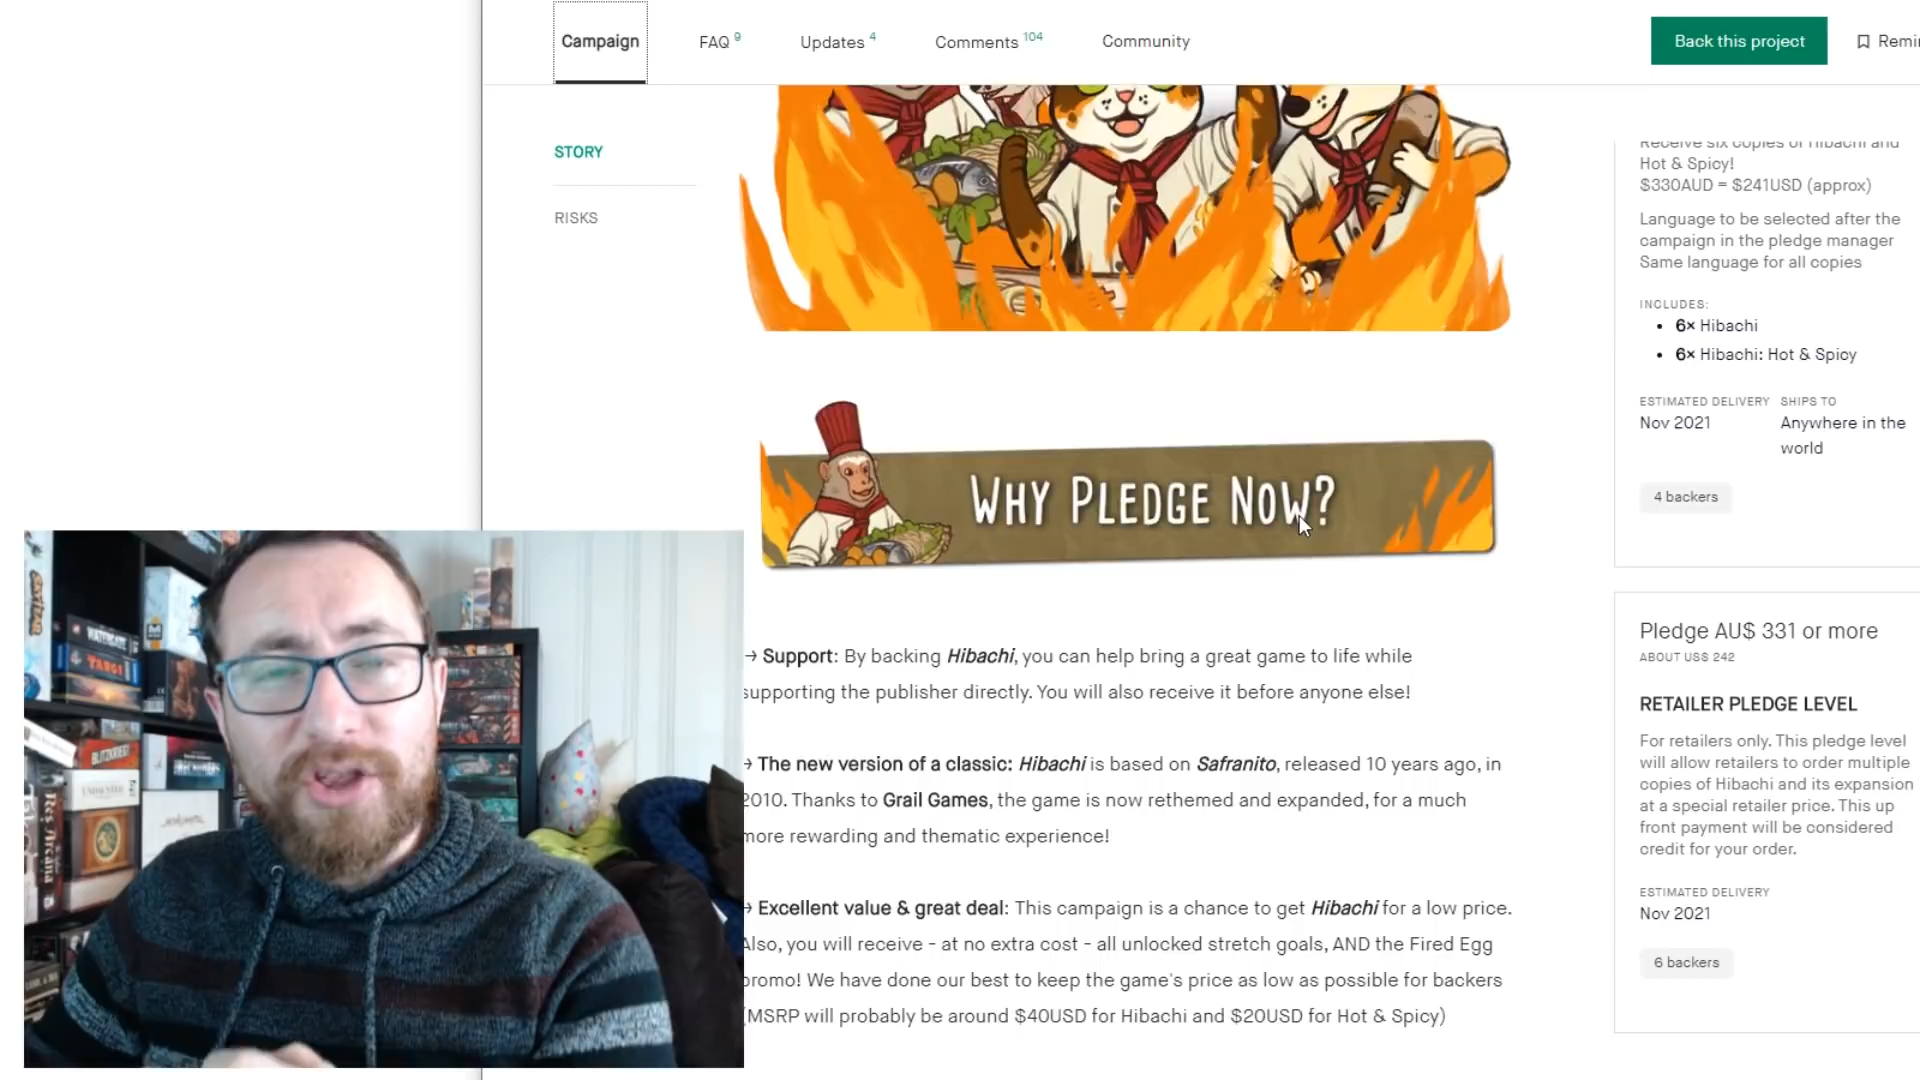 Campaign
FAQ 9
Updates 4
Comments 104
Community
Back this project
STORY
RISKS
Receive six copies of Hibachi and
Hot & Spicy!
$330AUD = $241USD (approx)
Language to be selected after the
campaign in the pledge manager
Same language for all copies
INCLUDES:
6× Hibachi
6× Hibachi: Hot & Spicy
ESTIMATED DELIVERY
Nov 2021
SHIPS TO
Anywhere in the
world
4 backers
WHY PLEDGE NOW?
→ Support: By backing Hibachi, you can help bring a great game to life while
supporting the publisher directly. You will also receive it before anyone else!
→ The new version of a classic: Hibachi is based on Safranito, released 10 years ago, in
2010. Thanks to Grail Games, the game is now rethemed and expanded, for a much
more rewarding and thematic experience!
→ Excellent value & great deal: This campaign is a chance to get Hibachi for a low price.
Also, you will receive - at no extra cost - all unlocked stretch goals, AND the Fired Egg
promo! We have done our best to keep the game's price as low as possible for backers
(MSRP will probably be around $40USD for Hibachi and $20USD for Hot & Spicy)
Pledge AU$ 331 or more
ABOUT US$ 242
RETAILER PLEDGE LEVEL
For retailers only. This pledge level
will allow retailers to order multiple
copies of Hibachi and its expansion
at a special retailer price. This up
front payment will be considered
credit for your order.
ESTIMATED DELIVERY
Nov 2021
6 backers
WATERGATE
TARGI
BLITZKRIEG
Res Arcana